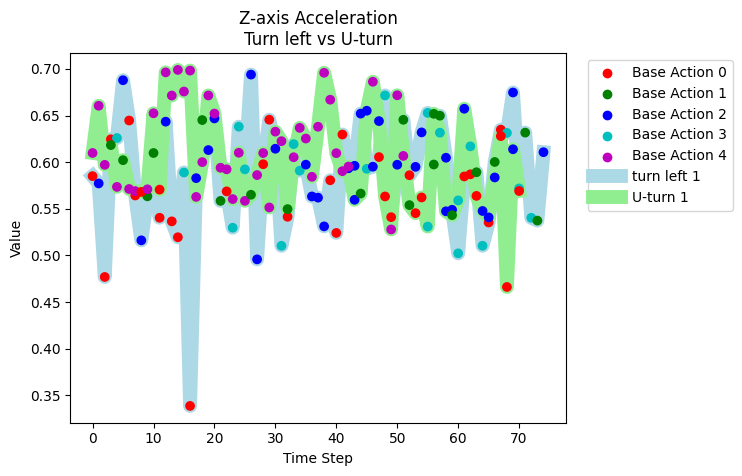 Z-axis Acceleration
Turn left vs U-turn
Value
0.70
0.65
0.60
0.55
0.50
0.45
0.40
0.35
0 10 20 30 40 50 60 70
Time Step
Base Action 0
Base Action 1
Base Action 2
Base Action 3
Base Action 4
turn left 1
U-turn 1